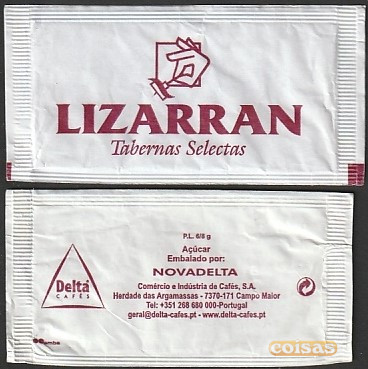 LIZARRAN
Tabernas Selectas
P.L. 6/8 g
Açúcar
Embalado por:
NOVADELTA
Comércio e Indústria de Cafés, S.A.
Herdade das Argamassas - 7370-171 Campo Maior
Tel: +351 268 680 000-Portugal
geral@delta-cafes.pt - www.delta-cafes.pt
Delta
CAFÉS
coisas